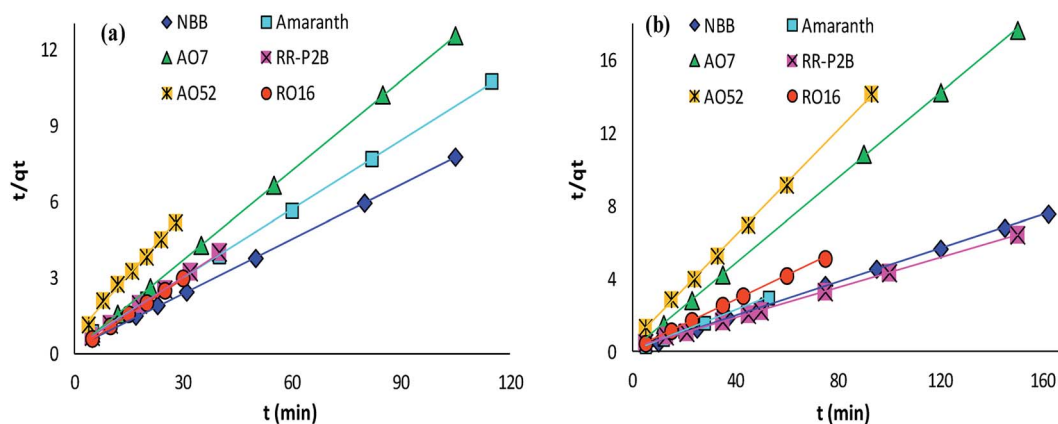 (a)
NBB Amaranth
AO7 RR-P2B
AO52 RO16
t/qt
12
9
6
3
0
0 30 60 90 120
t (min)
(b)
NBB Amaranth
AO7 RR-P2B
AO52 RO16
t/qt
16
12
8
4
0
0 40 80 120 160
t (min)